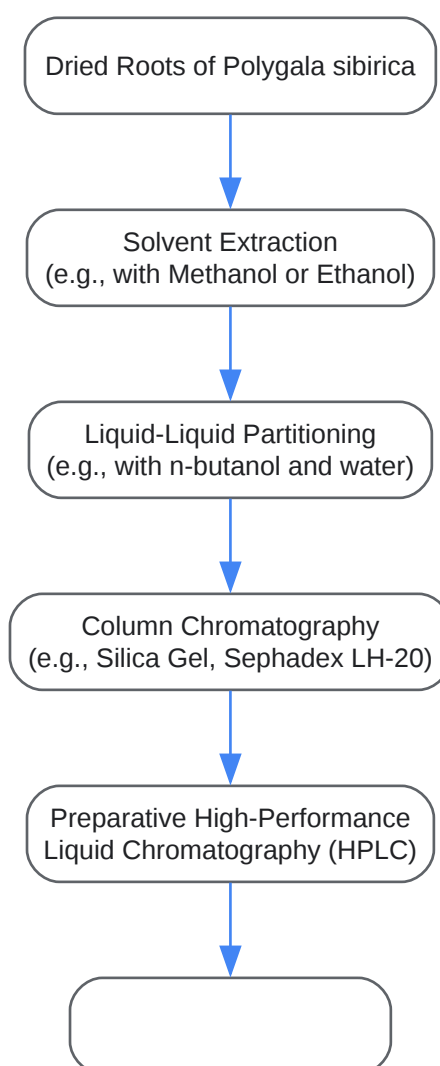 Dried Roots of Polygala sibirica
Solvent Extraction
(e.g., with Methanol or Ethanol)
Liquid-Liquid Partitioning
(e.g., with n-butanol and water)
Column Chromatography
(e.g., Silica Gel, Sephadex LH-20)
Preparative High-Performance
Liquid Chromatography (HPLC)